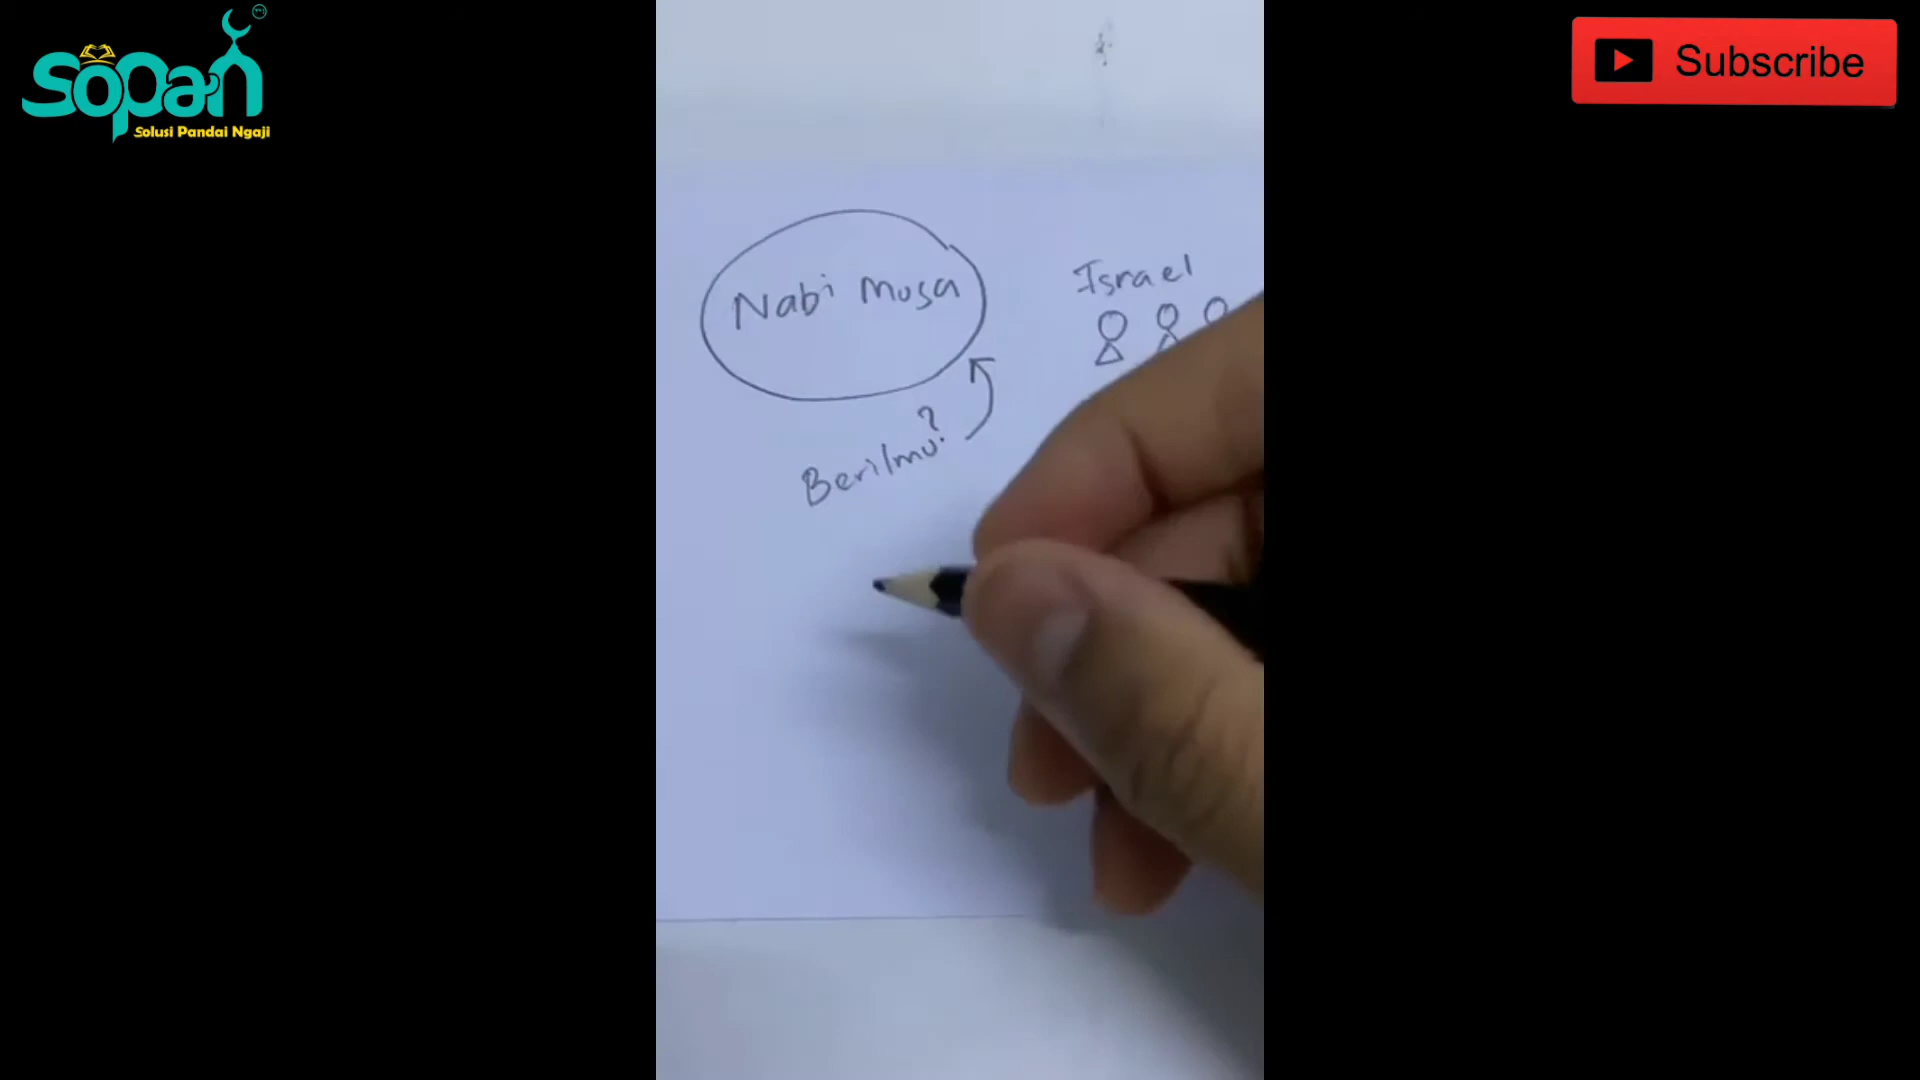 Sopan
Solusi Pandai Ngaji
Subscribe
Nabi Musa
Israel
Berilmu?